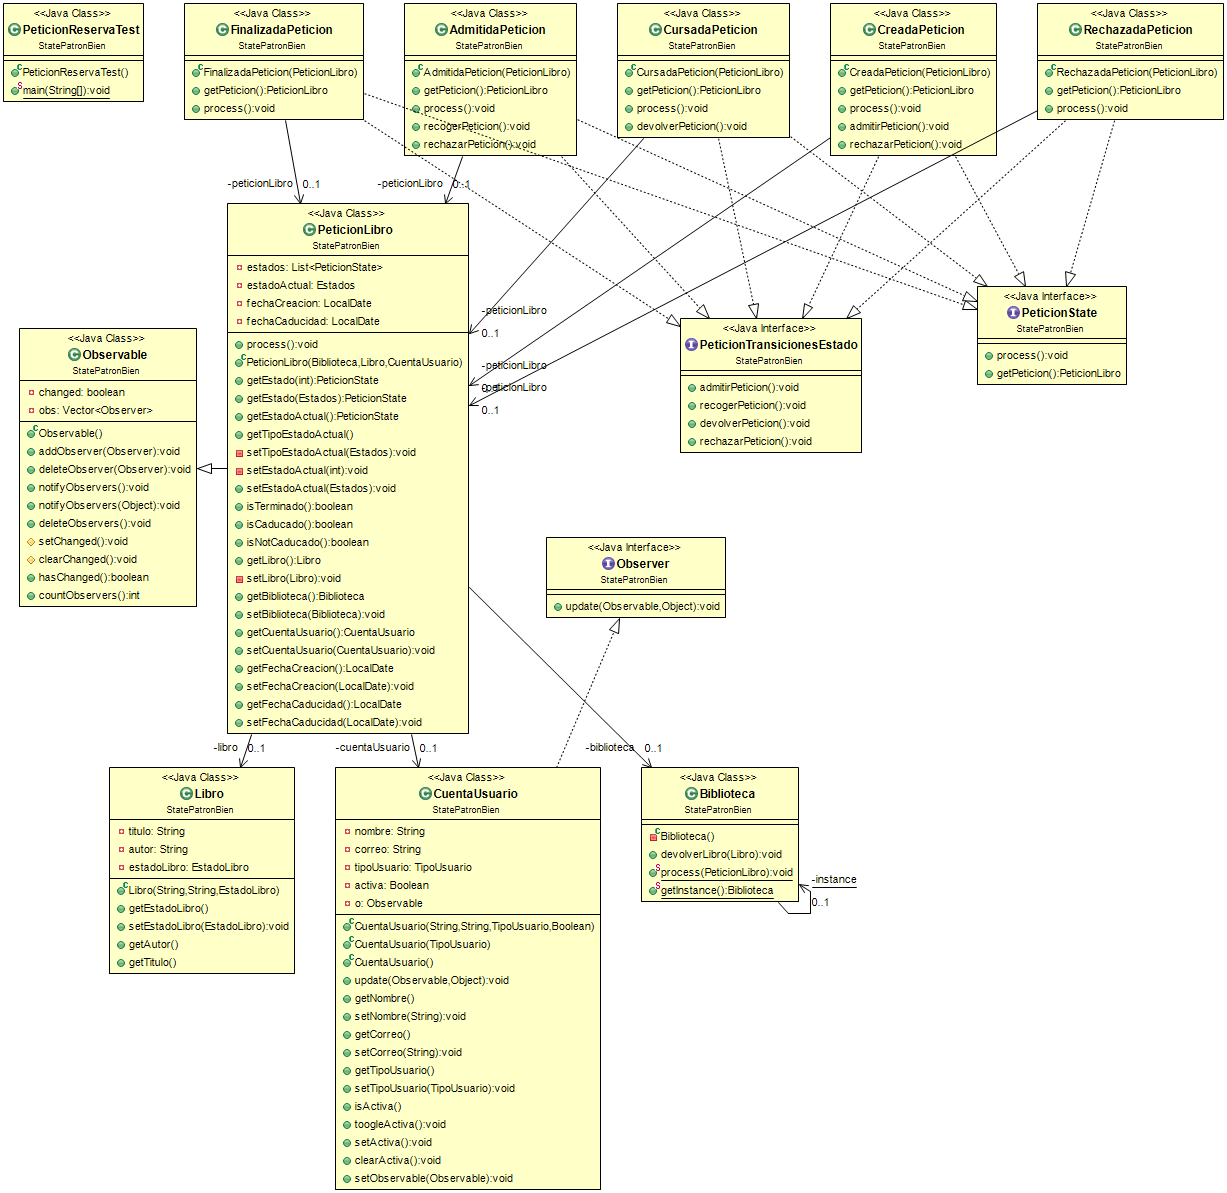 <<Java Class>>
PeticionReservaTest
StatePatronBien
PeticionReservaTest()
main(String[]):void
<<Java Class>>
FinalizadaPeticion
StatePatronBien
FinalizadaPeticion(PeticionLibro)
getPeticion():PeticionLibro
process():void
<<Java Class>>
AdmitidaPeticion
StatePatronBien
AdmitidaPeticion(PeticionLibro)
getPeticion():PeticionLibro
process():void
recogerPeticion():void
rechazarPeticion():void
<<Java Class>>
CursadaPeticion
StatePatronBien
CursadaPeticion(PeticionLibro)
getPeticion():PeticionLibro
process():void
devolverPeticion():void
<<Java Class>>
CreadaPeticion
StatePatronBien
CreadaPeticion(PeticionLibro)
getPeticion():PeticionLibro
process():void
admitirPeticion():void
rechazarPeticion():void
<<Java Class>>
RechazadaPeticion
StatePatronBien
RechazadaPeticion(PeticionLibro)
getPeticion():PeticionLibro
process():void
-peticionLibro 0..1
-peticionLibro 0..1
<<Java Class>>
PeticionLibro
StatePatronBien
estados: List<PeticionState>
estadoActual: Estados
fechaCreacion: LocalDate
fechaCaducidad: LocalDate
process():void
PeticionLibro(Biblioteca,Libro,CuentaUsuario)
getEstado(int):PeticionState
getEstado(Estados):PeticionState
getEstadoActual():PeticionState
getTipoEstadoActual()
setTipoEstadoActual(Estados):void
setEstadoActual(int):void
setEstadoActual(Estados):void
isTerminado():boolean
isCaducado():boolean
isNotCaducado():boolean
getLibro():Libro
setLibro(Libro):void
getBiblioteca():Biblioteca
setBiblioteca(Biblioteca):void
getCuentaUsuario():CuentaUsuario
setCuentaUsuario(CuentaUsuario):void
getFechaCreacion():LocalDate
setFechaCreacion(LocalDate):void
getFechaCaducidad():LocalDate
setFechaCaducidad(LocalDate):void
-peticionLibro
0..1
-peticionLibro
0..1
-peticionLibro
0..1
<<Java Interface>>
PeticionTransicionesEstado
StatePatronBien
admitirPeticion():void
recogerPeticion():void
devolverPeticion():void
rechazarPeticion():void
<<Java Interface>>
PeticionState
StatePatronBien
process():void
getPeticion():PeticionLibro
<<Java Class>>
Observable
StatePatronBien
changed: boolean
obs: Vector<Observer>
Observable()
addObserver(Observer):void
deleteObserver(Observer):void
notifyObservers():void
notifyObservers(Object):void
deleteObservers():void
setChanged():void
clearChanged():void
hasChanged():boolean
countObservers():int
<<Java Interface>>
Observer
StatePatronBien
update(Observable,Object):void
-libro 0..1
-cuentaUsuario 0..1
-biblioteca 0..1
<<Java Class>>
Libro
StatePatronBien
titulo: String
autor: String
estadoLibro: EstadoLibro
Libro(String,String,EstadoLibro)
getEstadoLibro()
setEstadoLibro(EstadoLibro):void
getAutor()
getTitulo()
<<Java Class>>
CuentaUsuario
StatePatronBien
nombre: String
correo: String
tipoUsuario: TipoUsuario
activa: Boolean
o: Observable
CuentaUsuario(String,String,TipoUsuario,Boolean)
CuentaUsuario(TipoUsuario)
CuentaUsuario()
update(Observable,Object):void
getNombre()
setNombre(String):void
getCorreo()
setCorreo(String):void
getTipoUsuario()
setTipoUsuario(TipoUsuario):void
isActiva()
toogleActiva():void
setActiva():void
clearActiva():void
setObservable(Observable):void
<<Java Class>>
Biblioteca
StatePatronBien
Biblioteca()
devolverLibro(Libro):void
process(PeticionLibro):void
getInstance():Biblioteca
-instance
0..1